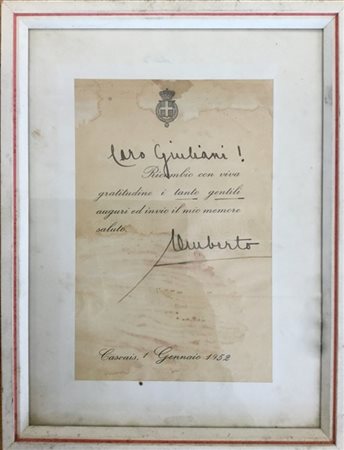 Caro Giuliani!
Ricambio con viva
gratitudine i tanto gentili
auguri ed invio il mio memore
saluto.
Umberto
Cascais, 1 Gennaio 1952